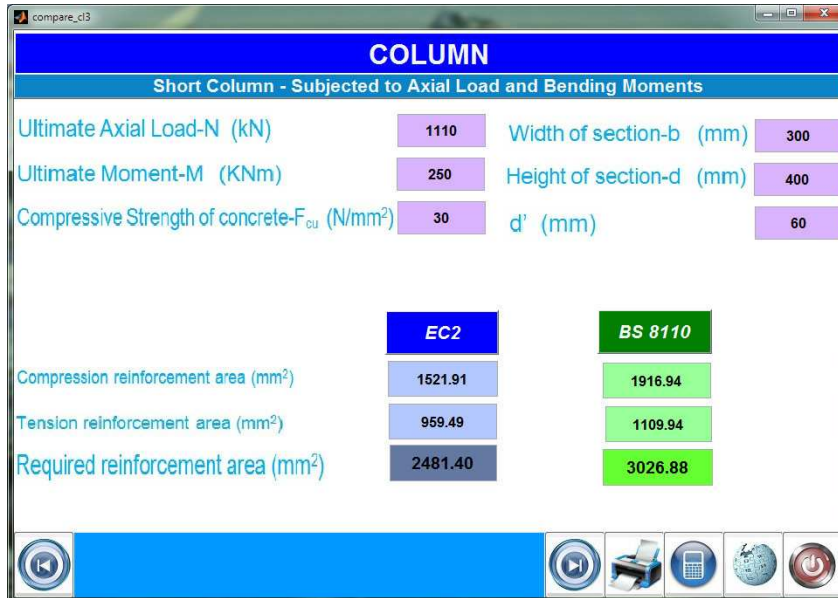 compare_cl3
COLUMN
Short Column - Subjected to Axial Load and Bending Moments
Ultimate Axial Load-N (kN) 1110 Width of section-b (mm) 300
Ultimate Moment-M (KNm) 250 Height of section-d (mm) 400
Compressive Strength of concrete-Fcu (N/mm²) 30 d' (mm) 60
EC2 BS 8110
Compression reinforcement area (mm²) 1521.91 1916.94
Tension reinforcement area (mm²) 959.49 1109.94
Required reinforcement area (mm²) 2481.40 3026.88